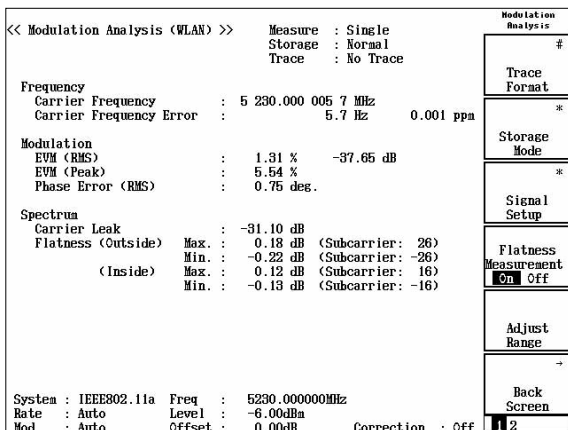 << Modulation Analysis (WLAN) >> Measure : Single
Storage : Normal
Trace : No Trace
Frequency
Carrier Frequency : 5 230.000 005 7 MHz
Carrier Frequency Error : 5.7 Hz 0.001 ppm
Modulation
EVM (RMS) : 1.31 % -37.65 dB
EVM (Peak) : 5.54 %
Phase Error (RMS) : 0.75 deg.
Spectrum
Carrier Leak : -31.10 dB
Flatness (Outside) Max. : 0.18 dB (Subcarrier: 26)
Min. : -0.22 dB (Subcarrier: -26)
(Inside) Max. : 0.12 dB (Subcarrier: 16)
Min. : -0.13 dB (Subcarrier: -16)
System : IEEE802.11a Freq : 5230.000000MHz
Rate : Auto Level : -6.00dBm
Mod. : Auto Offset : 0.00dB Correction : Off
Modulation
Analysis
#
Trace
Format
*
Storage
Mode
*
Signal
Setup
Flatness
Measurement
On Off
Adjust
Range
→
Back
Screen
1 2